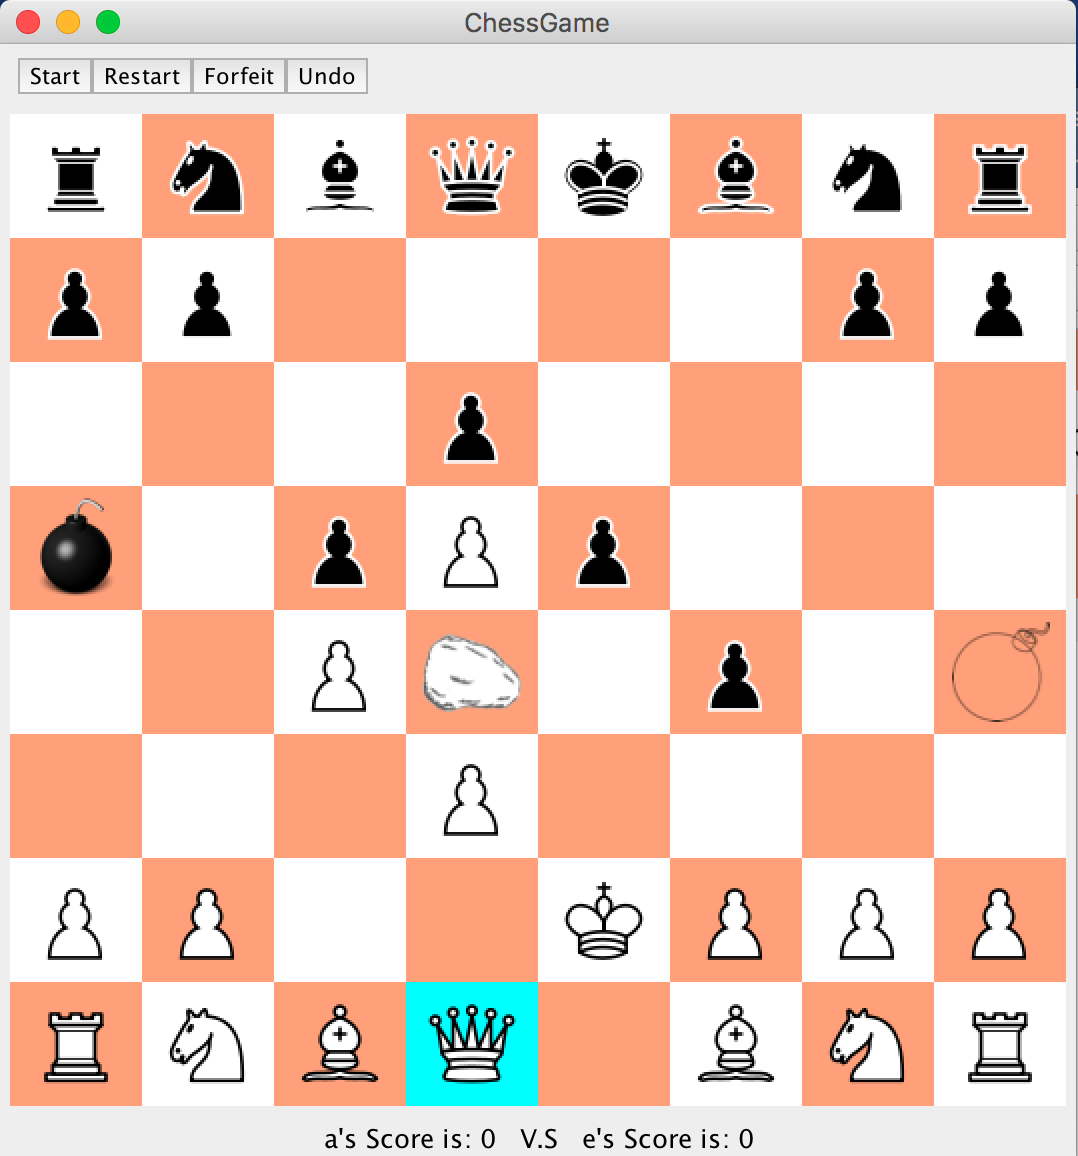 ChessGame
Start Restart Forfeit Undo
a's Score is: 0 V.S e's Score is: 0